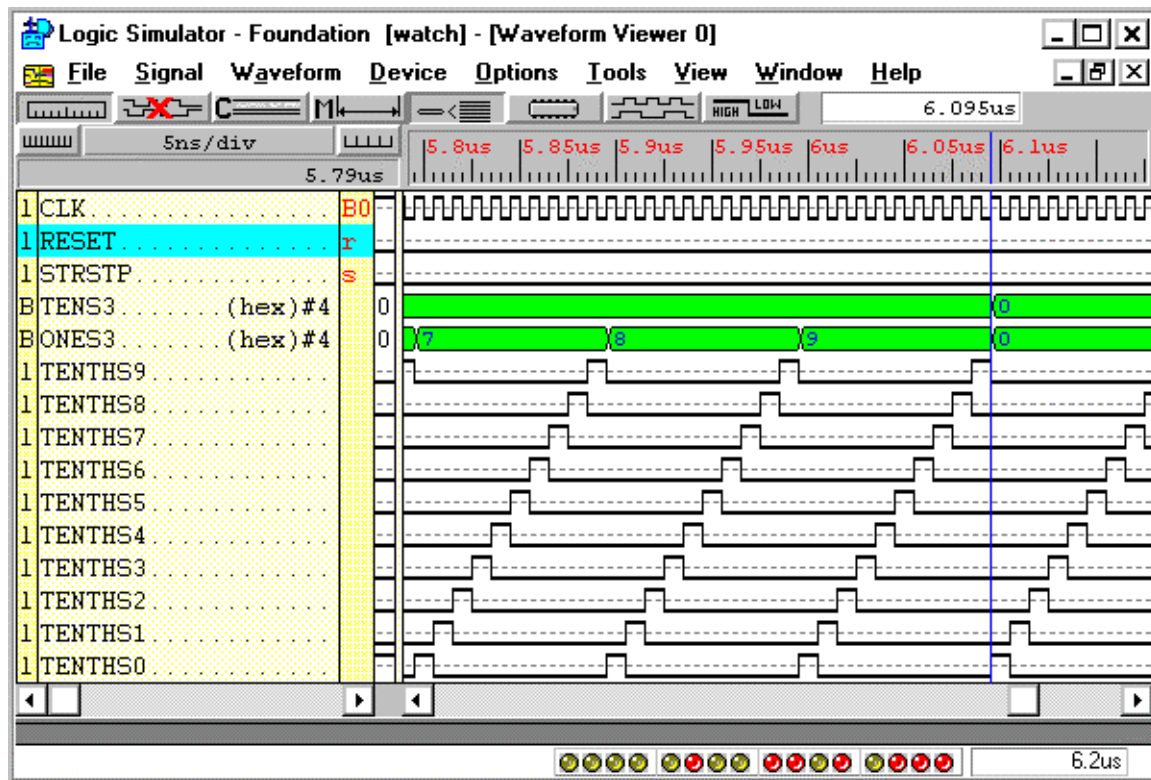 Logic Simulator - Foundation [watch] - [Waveform Viewer 0]
File Signal Waveform Device Options Tools View Window Help
C M HIGH LOW 6.095us
5ns/div 5.8us 5.85us 5.9us 5.95us 6us 6.05us 6.1us
5.79us
1 CLK.................. B0
1 RESET............... r
1 STRSTP.............. s
B TENS3.......(hex)#4 0 0
B ONES3.......(hex)#4 0 7 8 9 0
1 TENTHS9............
1 TENTHS8............
1 TENTHS7............
1 TENTHS6............
1 TENTHS5............
1 TENTHS4............
1 TENTHS3............
1 TENTHS2............
1 TENTHS1............
1 TENTHS0............
6.2us